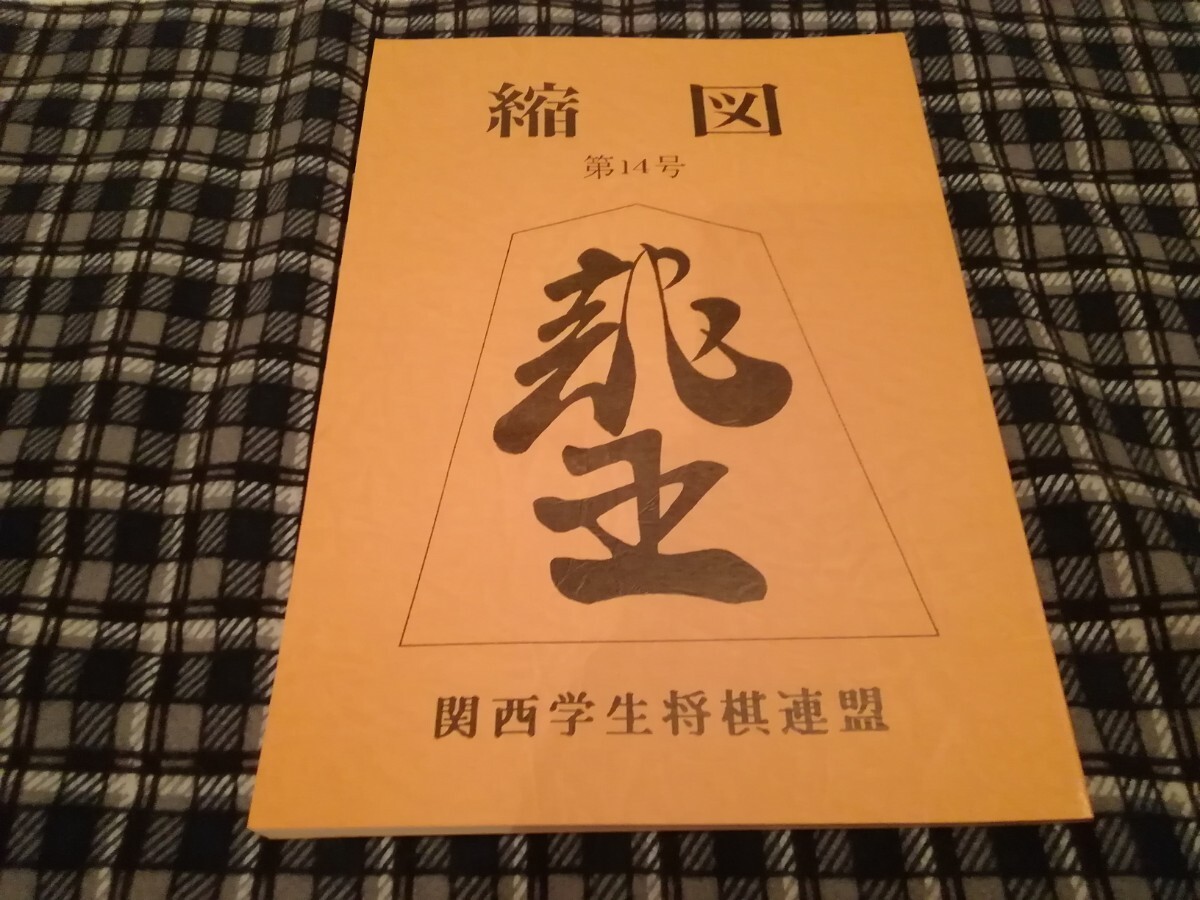 縮図
第14号
龍王
関西学生将棋連盟